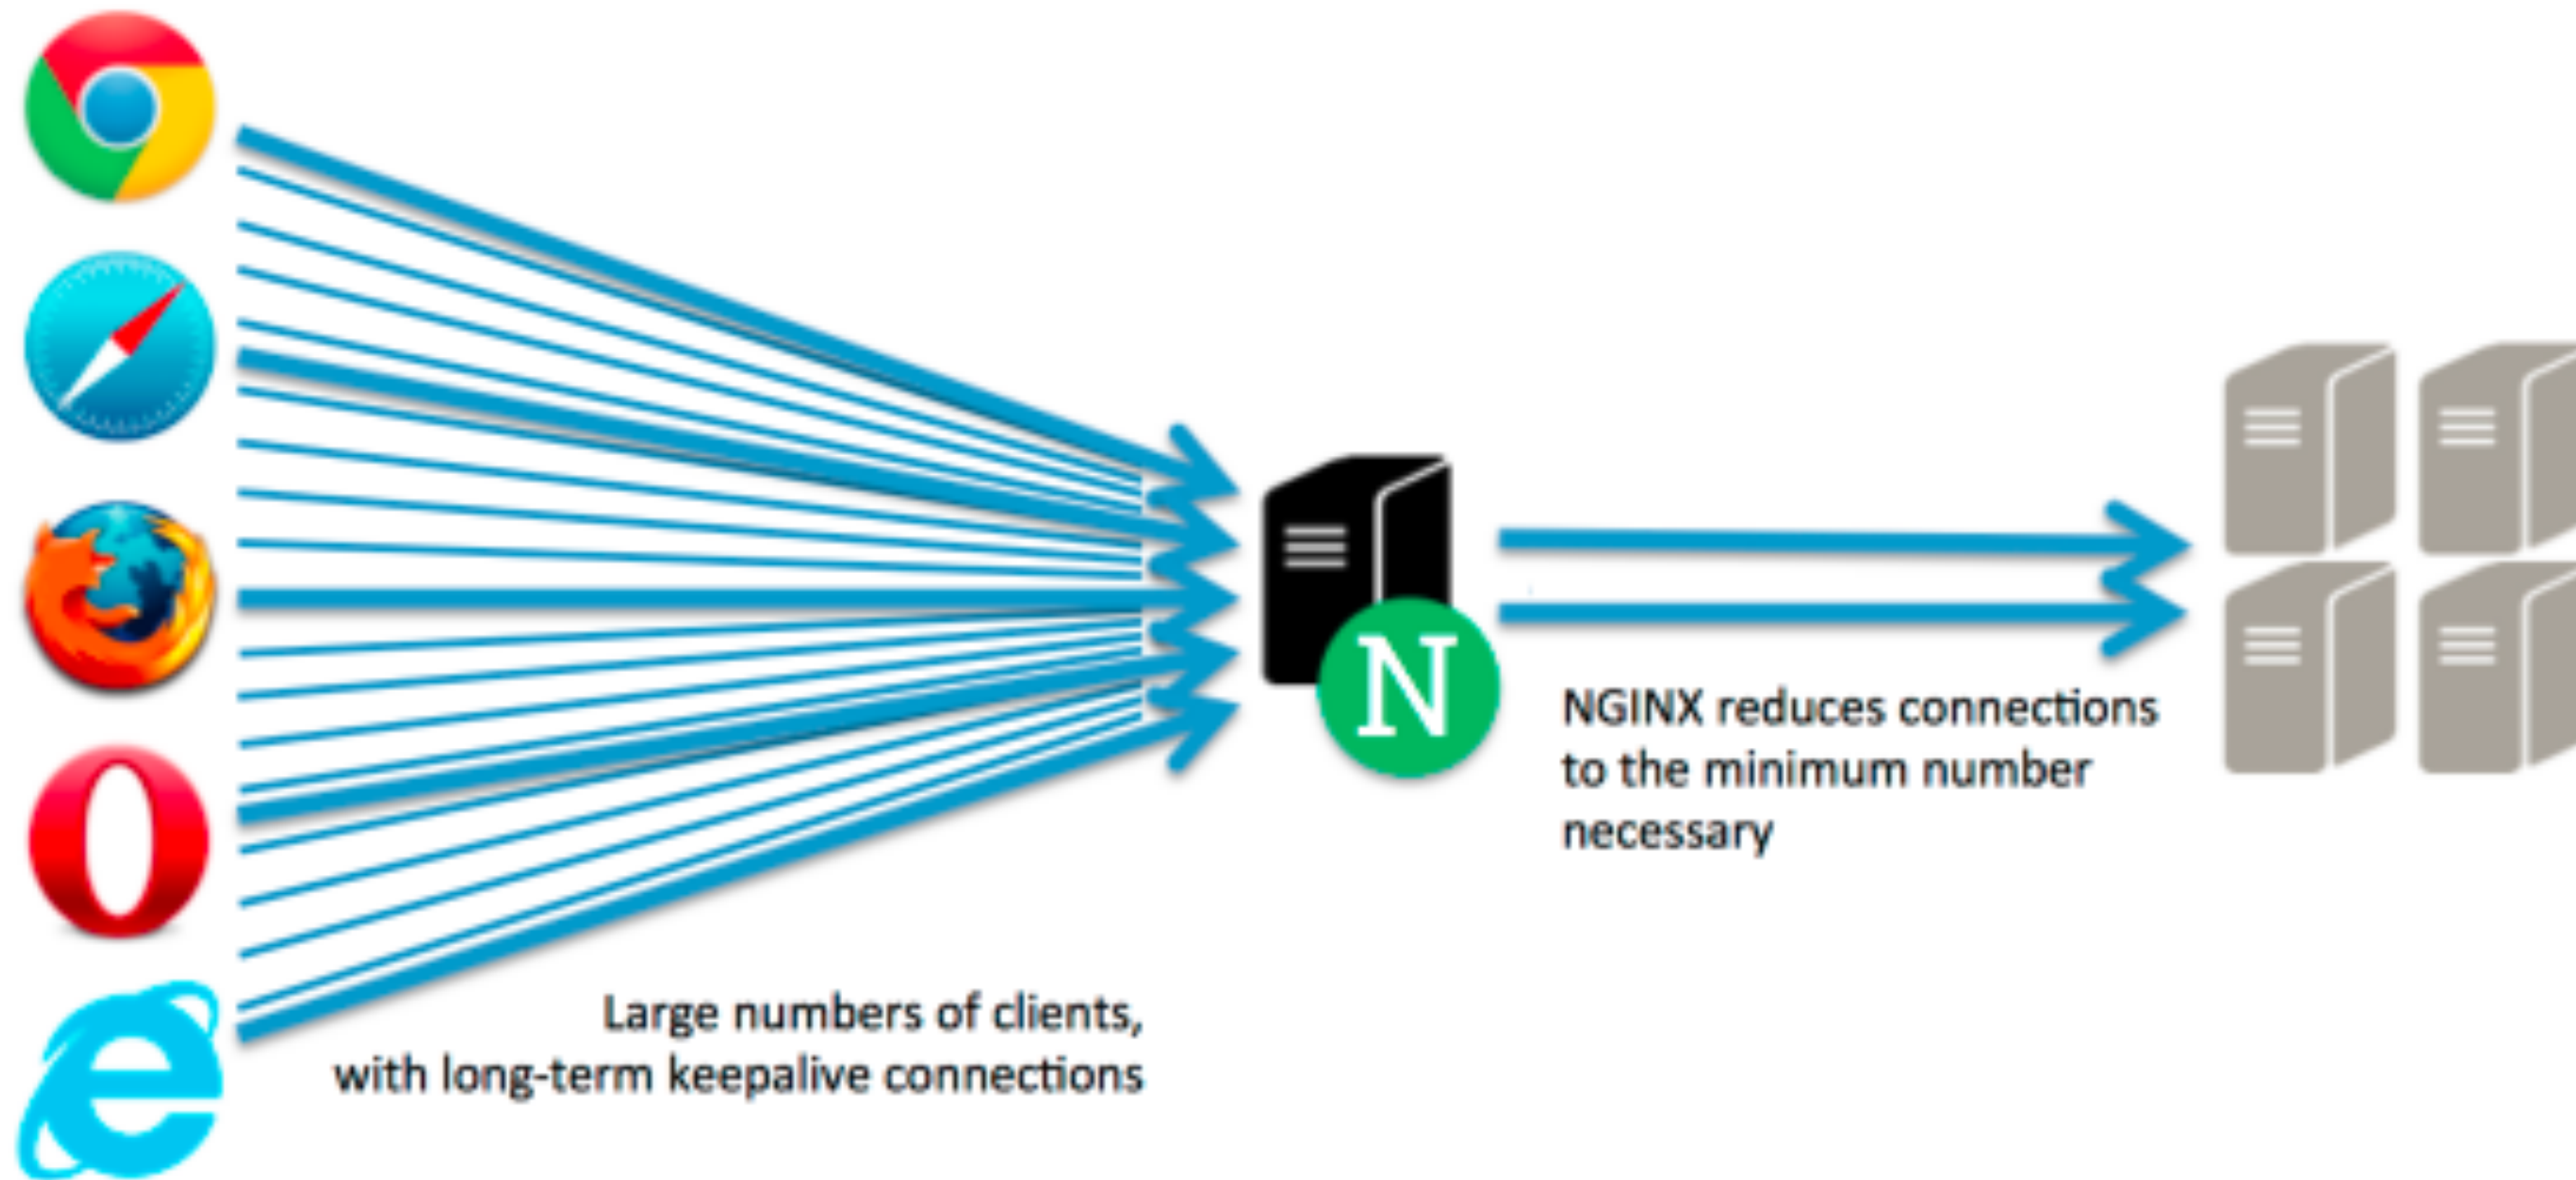 N
NGINX reduces connections
to the minimum number
necessary
Large numbers of clients,
with long-term keepalive connections